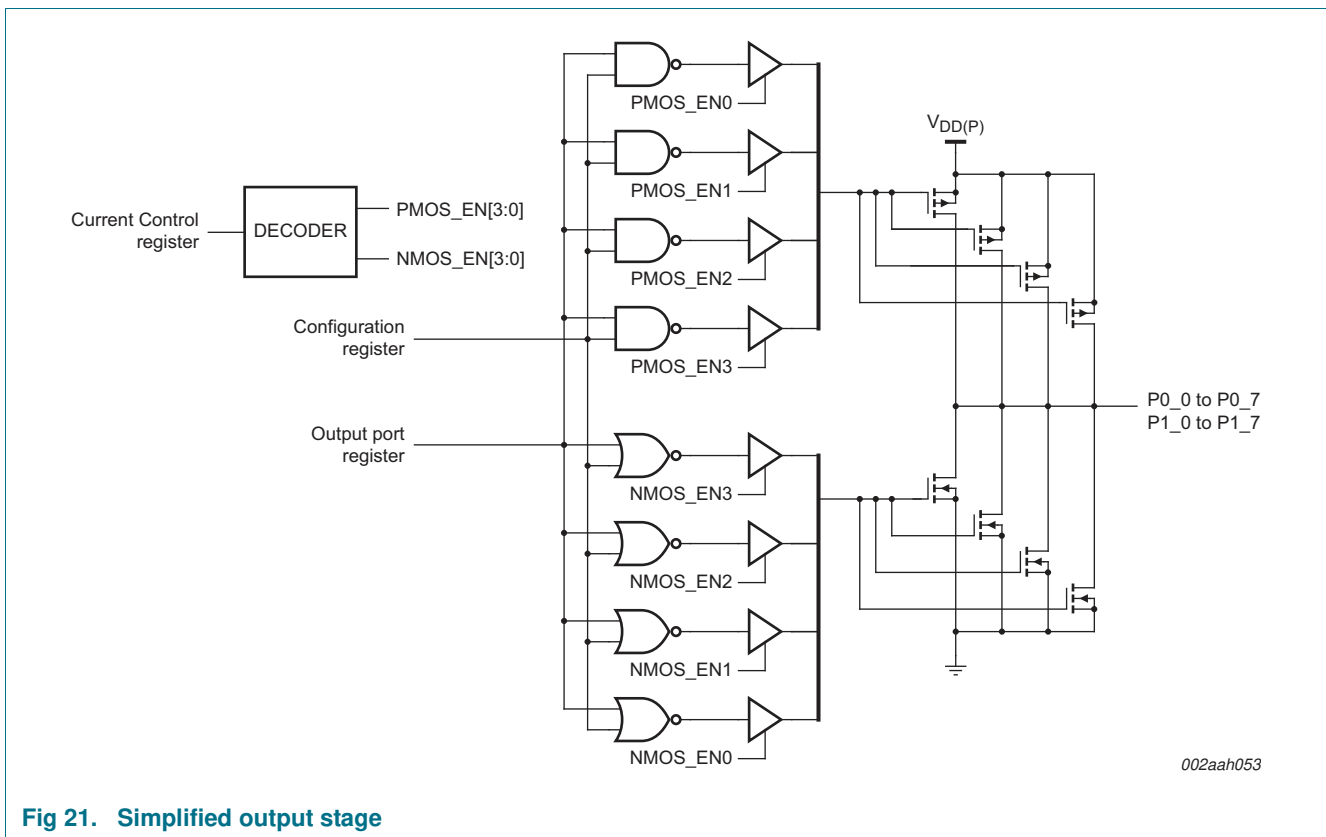 PMOS_EN0
PMOS_EN1
PMOS_EN2
PMOS_EN3
VDD(P)
Current Control
register
DECODER
PMOS_EN[3:0]
NMOS_EN[3:0]
Configuration
register
Output port
register
P0_0 to P0_7
P1_0 to P1_7
NMOS_EN3
NMOS_EN2
NMOS_EN1
NMOS_EN0
002aah053
Fig 21. Simplified output stage